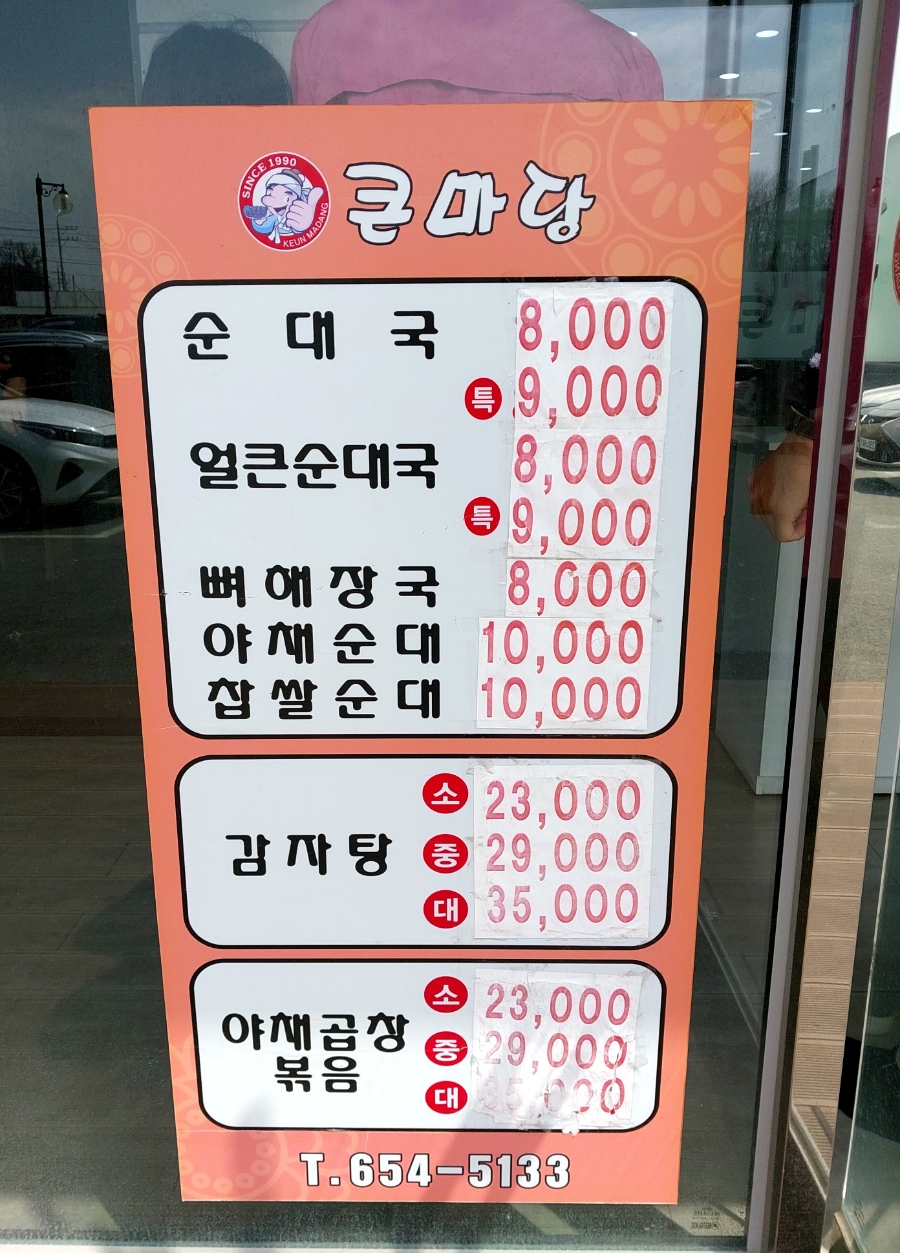 SINCE 1990
KEUN MADANG
큰마당
순대국 8,000
특 9,000
얼큰순대국 8,000
특 9,000
뼈해장국 8,000
야채순대 10,000
찹쌀순대 10,000
소 23,000
감자탕 중 29,000
대 35,000
소 23,000
야채곱창 중 29,000
볶음
대 35,000
T.654-5133